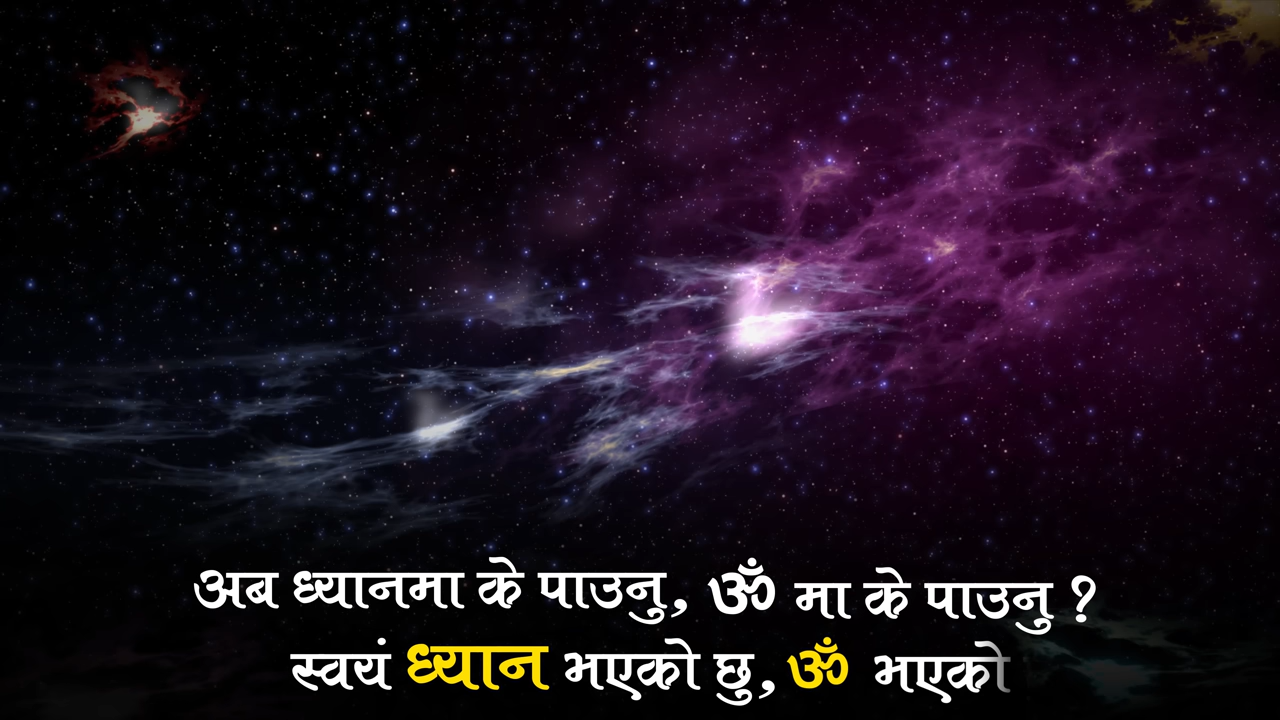 अब ध्यानमा के पाउनु, ॐ मा के पाउनु ?
स्वयं ध्यान भएको छु, ॐ भएको